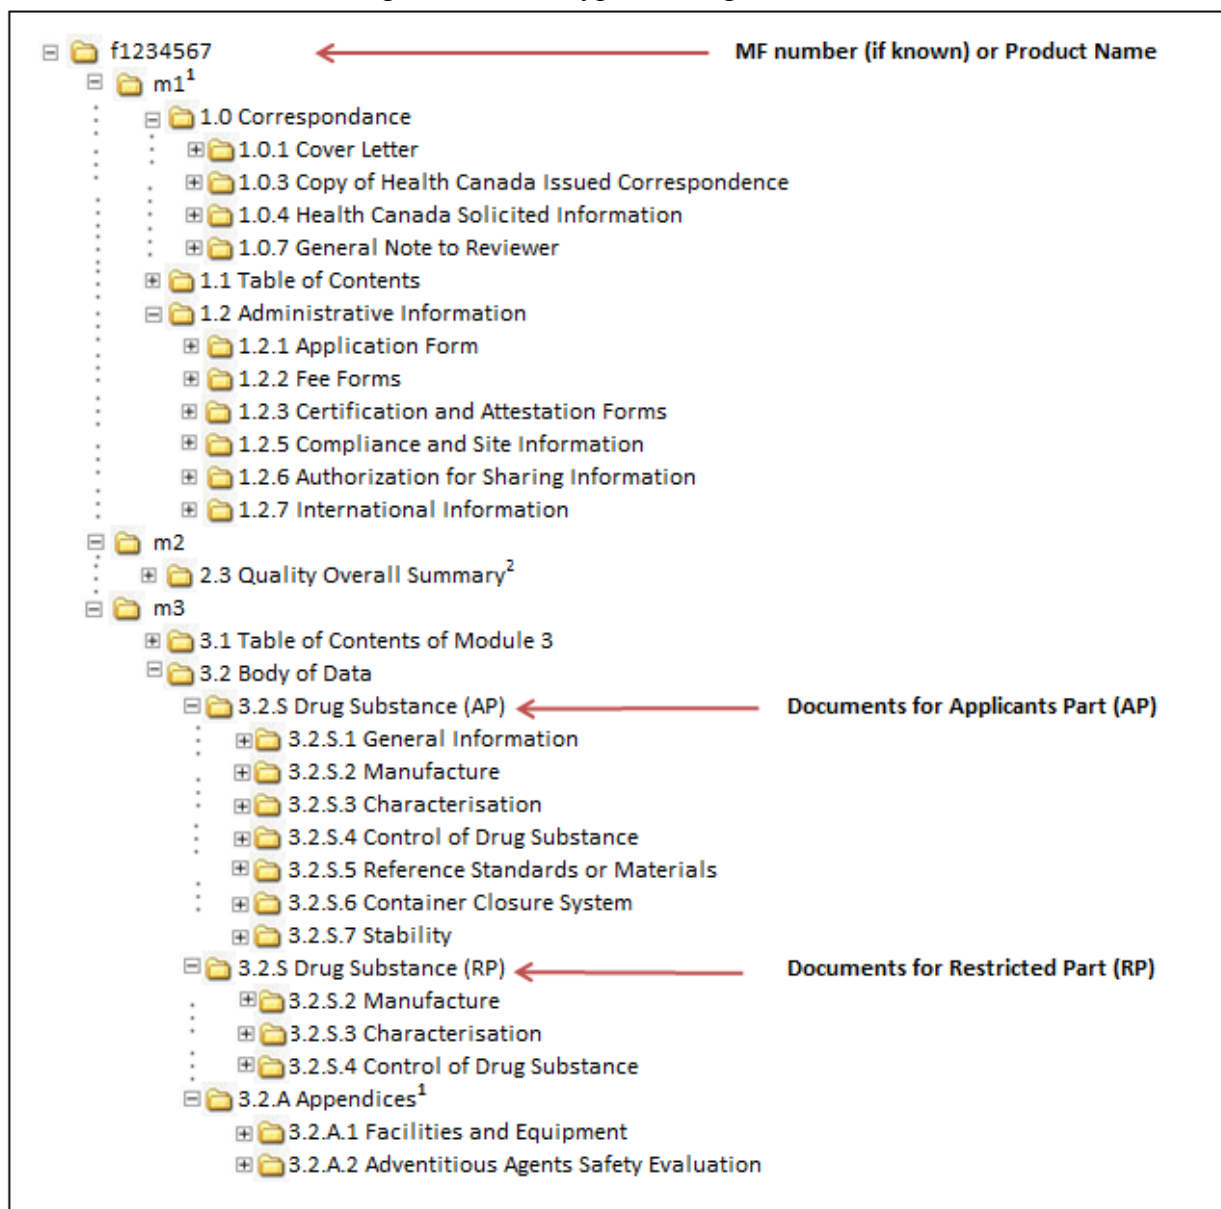 f1234567 MF number (if known) or Product Name
m1¹
1.0 Correspondance
1.0.1 Cover Letter
1.0.3 Copy of Health Canada Issued Correspondence
1.0.4 Health Canada Solicited Information
1.0.7 General Note to Reviewer
1.1 Table of Contents
1.2 Administrative Information
1.2.1 Application Form
1.2.2 Fee Forms
1.2.3 Certification and Attestation Forms
1.2.5 Compliance and Site Information
1.2.6 Authorization for Sharing Information
1.2.7 International Information
m2
2.3 Quality Overall Summary²
m3
3.1 Table of Contents of Module 3
3.2 Body of Data
3.2.S Drug Substance (AP) Documents for Applicants Part (AP)
3.2.S.1 General Information
3.2.S.2 Manufacture
3.2.S.3 Characterisation
3.2.S.4 Control of Drug Substance
3.2.S.5 Reference Standards or Materials
3.2.S.6 Container Closure System
3.2.S.7 Stability
3.2.S Drug Substance (RP) Documents for Restricted Part (RP)
3.2.S.2 Manufacture
3.2.S.3 Characterisation
3.2.S.4 Control of Drug Substance
3.2.A Appendices¹
3.2.A.1 Facilities and Equipment
3.2.A.2 Adventitious Agents Safety Evaluation